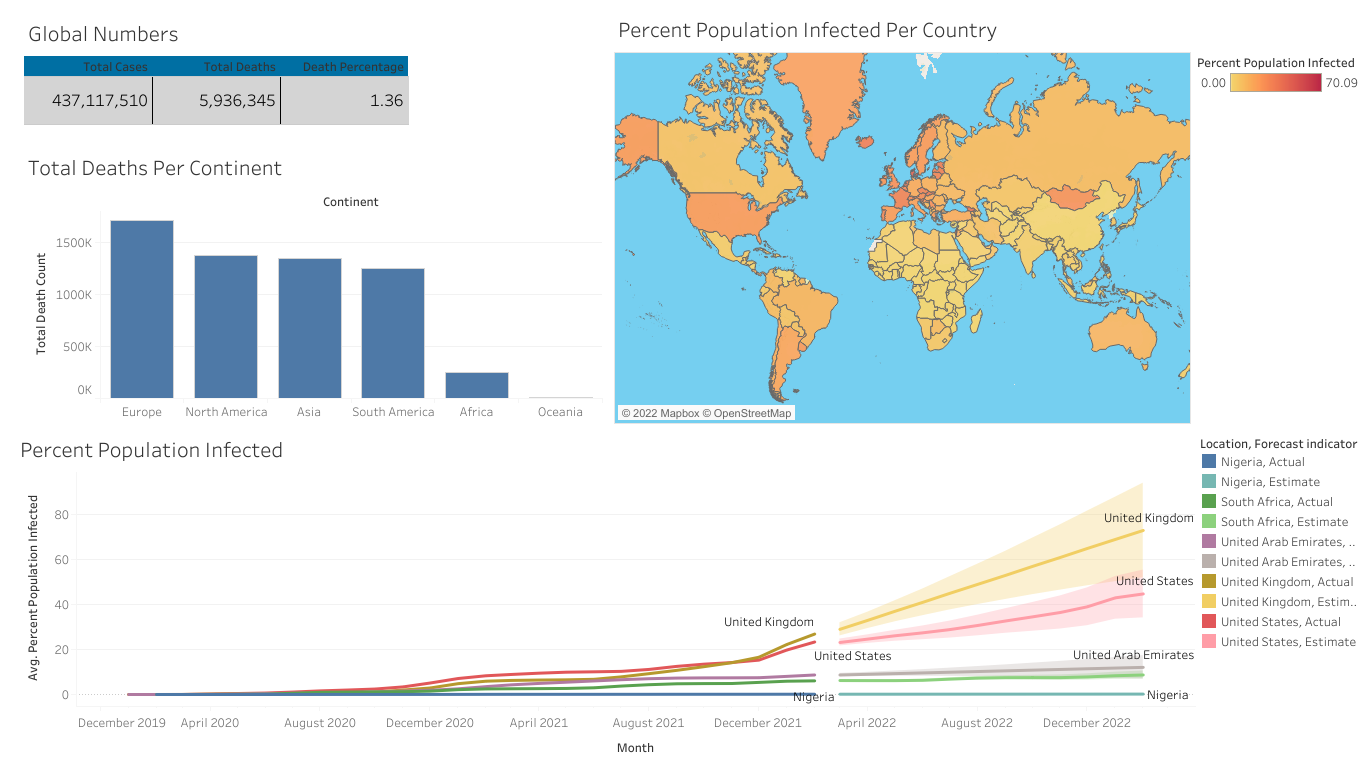 Global Numbers
Total Cases Total Deaths Death Percentage
437,117,510 5,936,345 1.36
Total Deaths Per Continent
Continent
Total Death Count
1500K
1000K
500K
0K
Europe North America Asia South America Africa Oceania
Percent Population Infected Per Country
© 2022 Mapbox © OpenStreetMap
Percent Population Infected
0.00 70.09
Percent Population Infected
Avg. Percent Population Infected
80
60
40
20
0
United Kingdom
United States
Nigeria
United Kingdom
United States
United Arab Emirates
Nigeria
December 2019 April 2020 August 2020 December 2020 April 2021 August 2021 December 2021 April 2022 August 2022 December 2022
Month
Location, Forecast indicator
Nigeria, Actual
Nigeria, Estimate
South Africa, Actual
South Africa, Estimate
United Arab Emirates, ..
United Arab Emirates, ..
United Kingdom, Actual
United Kingdom, Estim..
United States, Actual
United States, Estimate